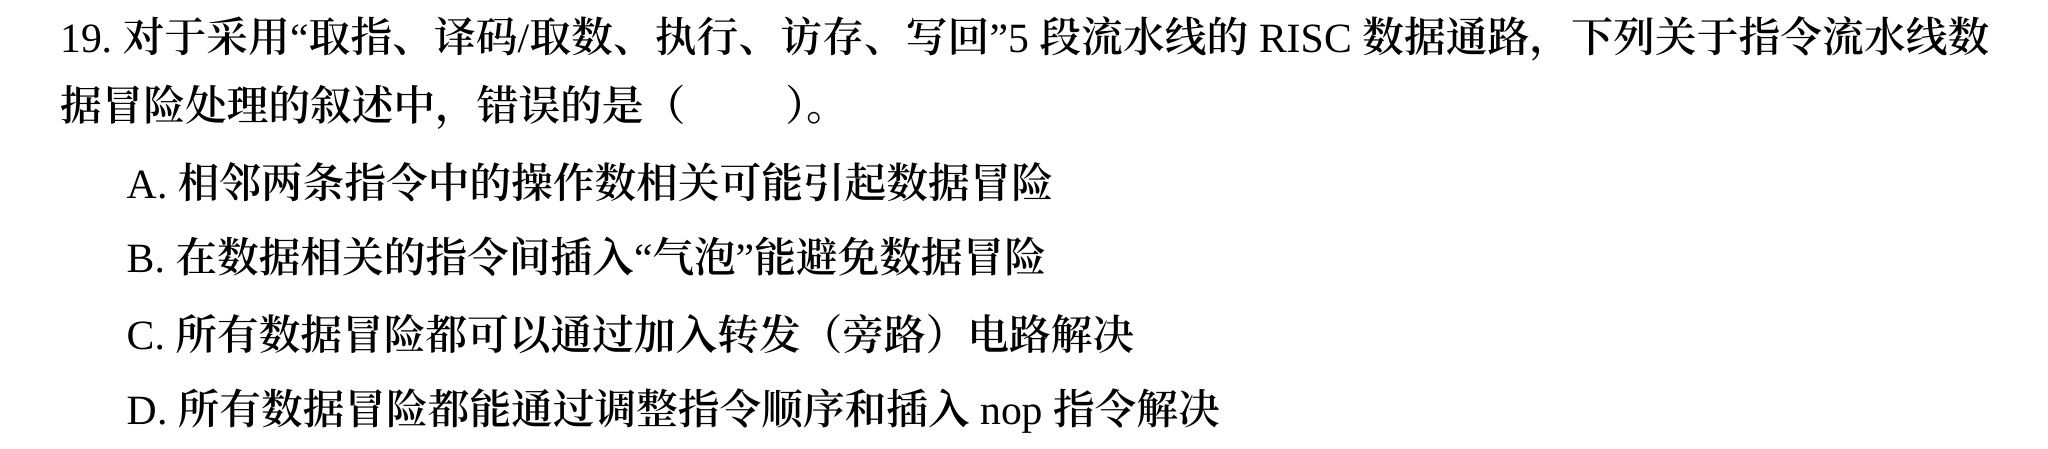 19. 对于采用“取指、译码/取数、执行、访存、写回”5 段流水线的 RISC 数据通路，下列关于指令流水线数
据冒险处理的叙述中，错误的是（　　）。
A. 相邻两条指令中的操作数相关可能引起数据冒险
B. 在数据相关的指令间插入“气泡”能避免数据冒险
C. 所有数据冒险都可以通过加入转发（旁路）电路解决
D. 所有数据冒险都能通过调整指令顺序和插入 nop 指令解决